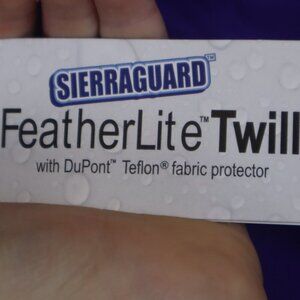 SIERRAGUARD™
FeatherLite™ Twill
with DuPont™ Teflon® fabric protector